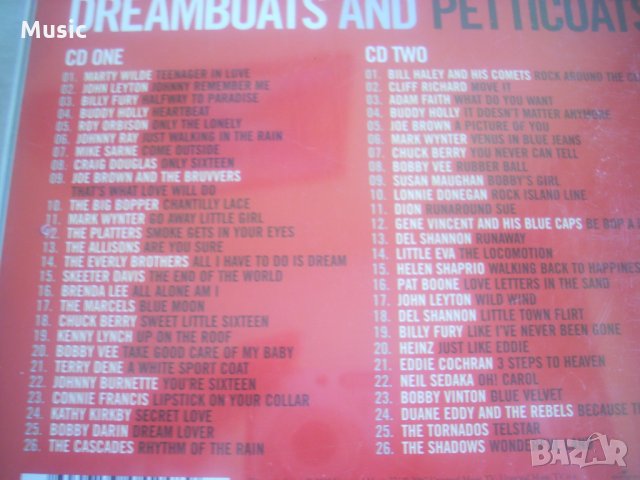 Music
DREAMBOATS AND PETTICOATS
CD ONE
01. MARTY WILDE TEENAGER IN LOVE
02. JOHN LEYTON JOHNNY REMEMBER ME
03. BILLY FURY HALFWAY TO PARADISE
04. BUDDY HOLLY HEARTBEAT
05. ROY ORBISON ONLY THE LONELY
06. JOHNNY RAY JUST WALKING IN THE RAIN
07. MIKE SARNE COME OUTSIDE
08. CRAIG DOUGLAS ONLY SIXTEEN
09. JOE BROWN AND THE BRUVVERS
THAT'S WHAT LOVE WILL DO
10. THE BIG BOPPER CHANTILLY LACE
11. MARK WYNTER GO AWAY LITTLE GIRL
12. THE PLATTERS SMOKE GETS IN YOUR EYES
13. THE ALLISONS ARE YOU SURE
14. THE EVERLY BROTHERS ALL I HAVE TO DO IS DREAM
15. SKEETER DAVIS THE END OF THE WORLD
16. BRENDA LEE ALL ALONE AM I
17. THE MARCELS BLUE MOON
18. CHUCK BERRY SWEET LITTLE SIXTEEN
19. KENNY LYNCH UP ON THE ROOF
20. BOBBY VEE TAKE GOOD CARE OF MY BABY
21. TERRY DENE A WHITE SPORT COAT
22. JOHNNY BURNETTE YOU'RE SIXTEEN
23. CONNIE FRANCIS LIPSTICK ON YOUR COLLAR
24. KATHY KIRKBY SECRET LOVE
25. BOBBY DARIN DREAM LOVER
26. THE CASCADES RHYTHM OF THE RAIN
CD TWO
01. BILL HALEY AND HIS COMETS ROCK AROUND THE CL
02. CLIFF RICHARD MOVE IT
03. ADAM FAITH WHAT DO YOU WANT
04. BUDDY HOLLY IT DOESN'T MATTER ANYMORE
05. JOE BROWN A PICTURE OF YOU
06. MARK WYNTER VENUS IN BLUE JEANS
07. CHUCK BERRY YOU NEVER CAN TELL
08. BOBBY VEE RUBBER BALL
09. SUSAN MAUGHAN BOBBY'S GIRL
10. LONNIE DONEGAN ROCK ISLAND LINE
11. DION RUNAROUND SUE
12. GENE VINCENT AND HIS BLUE CAPS BE BOP A
13. DEL SHANNON RUNAWAY
14. LITTLE EVA THE LOCOMOTION
15. HELEN SHAPRIO WALKING BACK TO HAPPINES
16. PAT BOONE LOVE LETTERS IN THE SAND
17. JOHN LEYTON WILD WIND
18. DEL SHANNON LITTLE TOWN FLIRT
19. BILLY FURY LIKE I'VE NEVER BEEN GONE
20. HEINZ JUST LIKE EDDIE
21. EDDIE COCHRAN 3 STEPS TO HEAVEN
22. NEIL SEDAKA OH! CAROL
23. BOBBY VINTON BLUE VELVET
24. DUANE EDDY AND THE REBELS BECAUSE TH
25. THE TORNADOS TELSTAR
26. THE SHADOWS WONDE
BAZAR